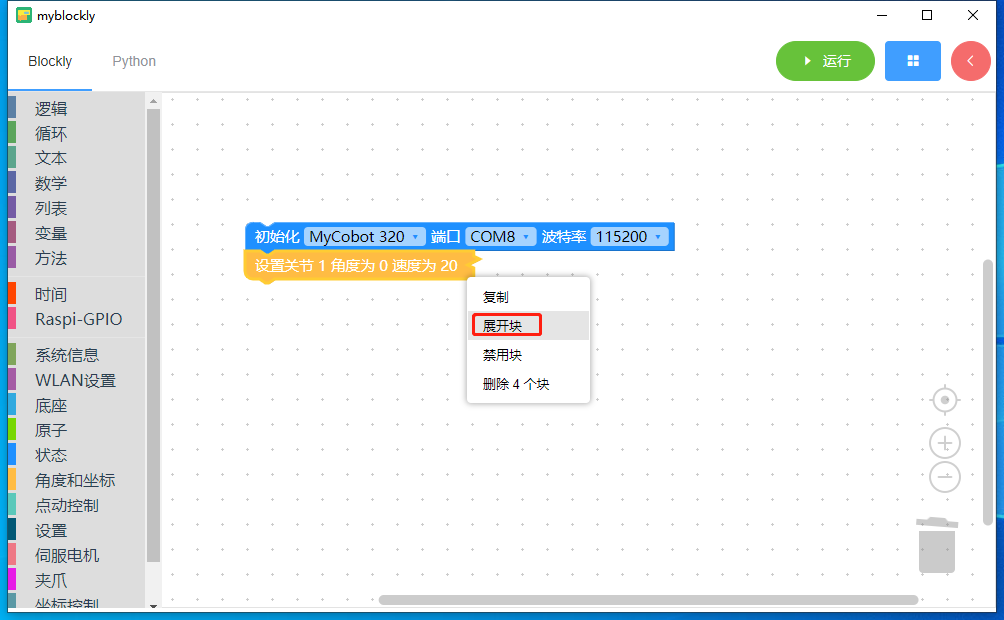 myblockly
Blockly Python
运行
逻辑
循环
文本
数学
列表
变量
方法
时间
Raspi-GPIO
系统信息
WLAN设置
底座
原子
状态
角度和坐标
点动控制
设置
伺服电机
夹爪
坐标控制
初始化 MyCobot 320 端口 COM8 波特率 115200
设置关节 1 角度为 0 速度为 20
复制
展开块
禁用块
删除 4 个块